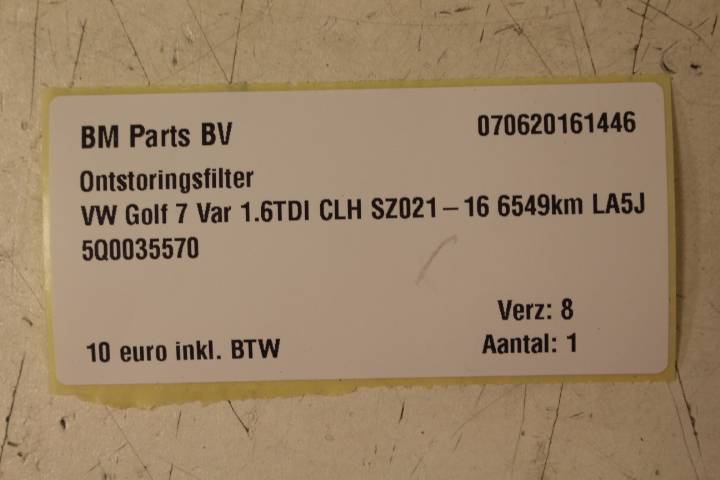 BM Parts BV 070620161446
Ontstoringsfilter
VW Golf 7 Var 1.6TDI CLH SZ021-16 6549km LA5J
5Q0035570
Verz: 8
10 euro inkl. BTW Aantal: 1